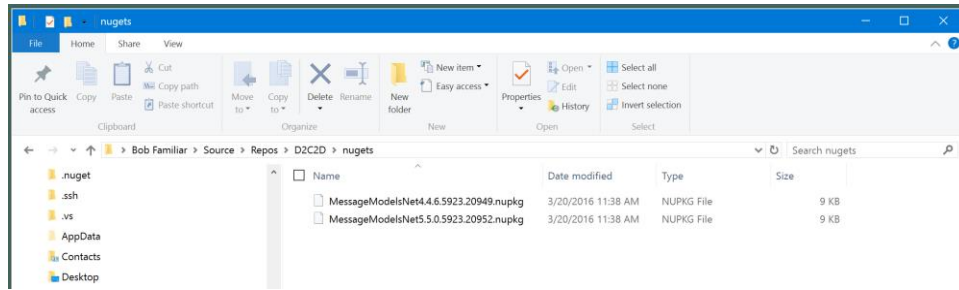 nugets
File Home Share View
Pin to Quick access
Copy
Paste
Cut
Copy path
Paste shortcut
Clipboard
Move to
Copy to
Delete
Rename
Organize
New folder
New item
Easy access
New
Properties
Open
Edit
History
Open
Select all
Select none
Invert selection
Select
Bob Familiar > Source > Repos > D2C2D > nugets
Search nugets
.nuget
.ssh
.vs
AppData
Contacts
Desktop
Name Date modified Type Size
MessageModelsNet4.4.6.5923.20949.nupkg 3/20/2016 11:38 AM NUPKG File 9 KB
MessageModelsNet5.5.0.5923.20952.nupkg 3/20/2016 11:38 AM NUPKG File 9 KB